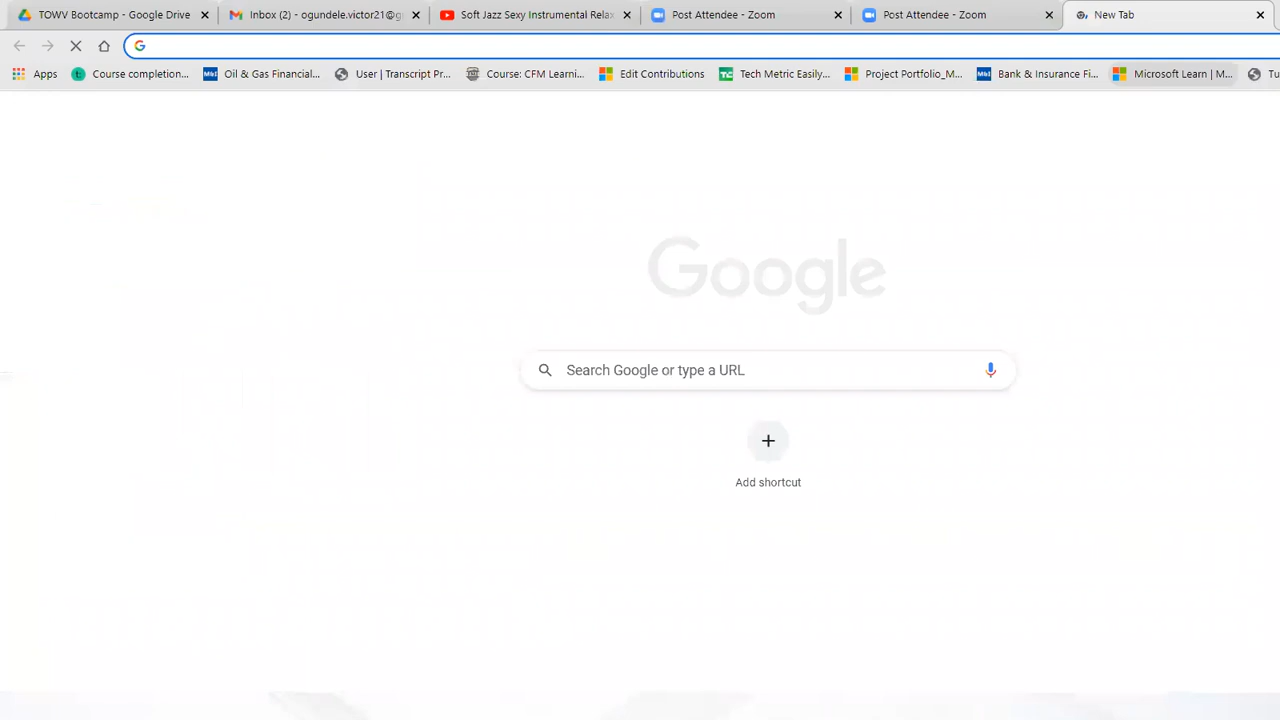 TOWV Bootcamp - Google Drive
Inbox (2) - ogundele.victor21@g
Soft Jazz Sexy Instrumental Relax
Post Attendee - Zoom
Post Attendee - Zoom
New Tab
Apps
Course completion...
Oil & Gas Financial...
User | Transcript Pr...
Course: CFM Learni...
Edit Contributions
Tech Metric Easily...
Project Portfolio_M...
Bank & Insurance Fi...
Microsoft Learn | M...
Tu
Google
Search Google or type a URL
Add shortcut